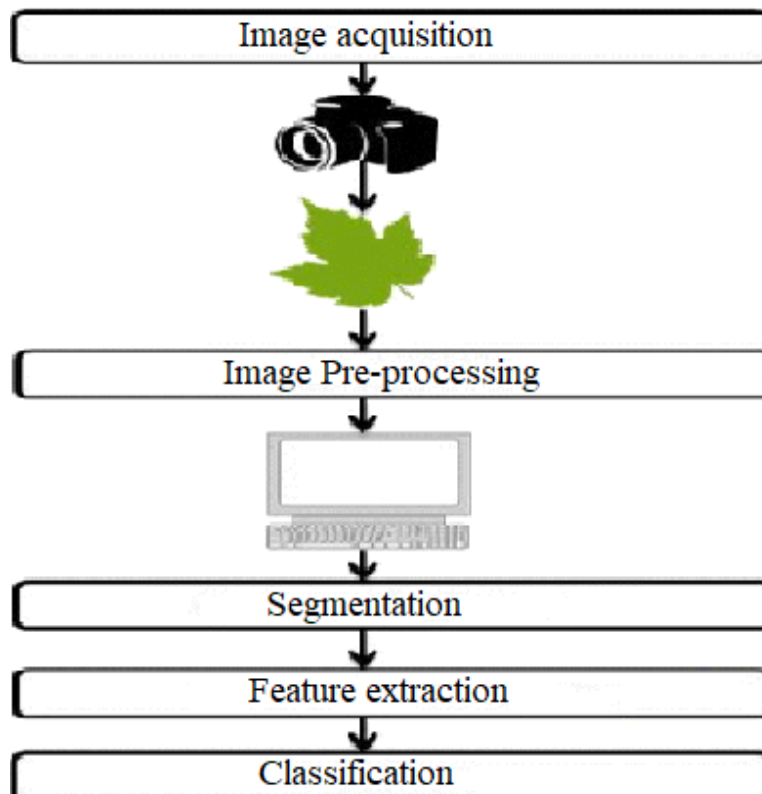 Image acquisition
Image Pre-processing
Segmentation
Feature extraction
Classification